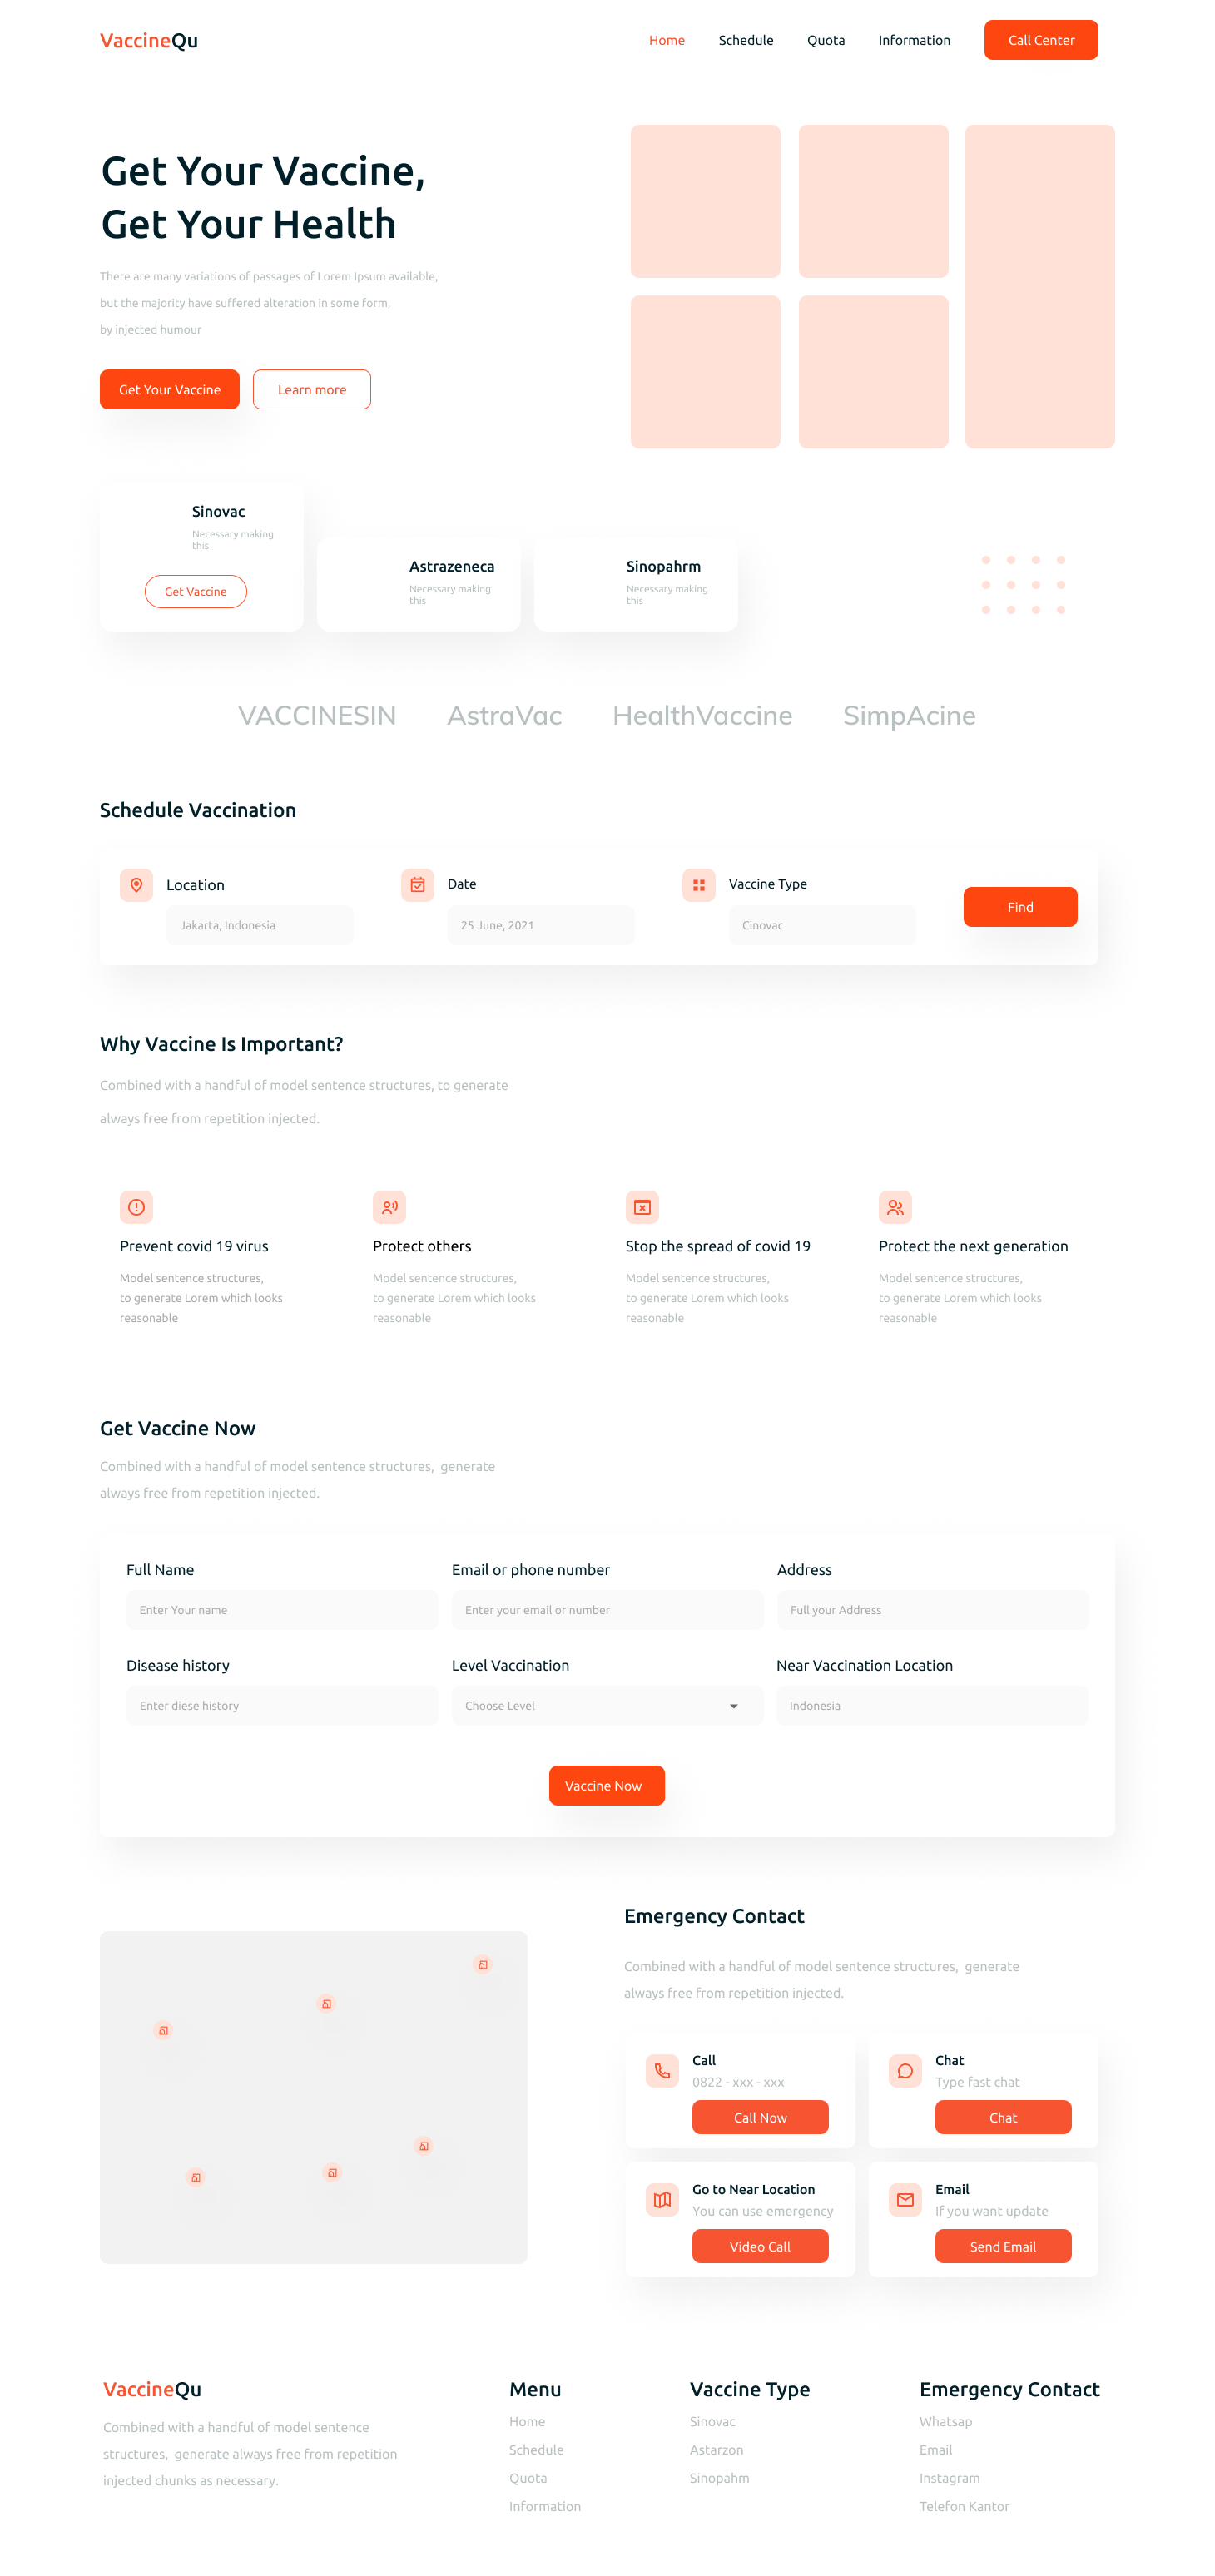 VaccineQu
Home
Schedule
Quota
Information
Call Center
Get Your Vaccine,
Get Your Health
There are many variations of passages of Lorem Ipsum available,
but the majority have suffered alteration in some form,
by injected humour
Get Your Vaccine
Learn more
Sinovac
Necessary making
this
Get Vaccine
Astrazeneca
Necessary making
this
Sinopahrm
Necessary making
this
VACCINESIN
AstraVac
HealthVaccine
SimpAcine
Schedule Vaccination
Location
Jakarta, Indonesia
Date
25 June, 2021
Vaccine Type
Cinovac
Find
Why Vaccine Is Important?
Combined with a handful of model sentence structures, to generate
always free from repetition injected.
Prevent covid 19 virus
Model sentence structures,
to generate Lorem which looks
reasonable
Protect others
Model sentence structures,
to generate Lorem which looks
reasonable
Stop the spread of covid 19
Model sentence structures,
to generate Lorem which looks
reasonable
Protect the next generation
Model sentence structures,
to generate Lorem which looks
reasonable
Get Vaccine Now
Combined with a handful of model sentence structures,  generate
always free from repetition injected.
Full Name
Enter Your name
Email or phone number
Enter your email or number
Address
Full your Address
Disease history
Enter diese history
Level Vaccination
Choose Level
Near Vaccination Location
Indonesia
Vaccine Now
Emergency Contact
Combined with a handful of model sentence structures,  generate
always free from repetition injected.
Call
0822 - xxx - xxx
Call Now
Chat
Type fast chat
Chat
Go to Near Location
You can use emergency
Video Call
Email
If you want update
Send Email
VaccineQu
Combined with a handful of model sentence
structures,  generate always free from repetition
injected chunks as necessary.
Menu
Home
Schedule
Quota
Information
Vaccine Type
Sinovac
Astarzon
Sinopahm
Emergency Contact
Whatsap
Email
Instagram
Telefon Kantor